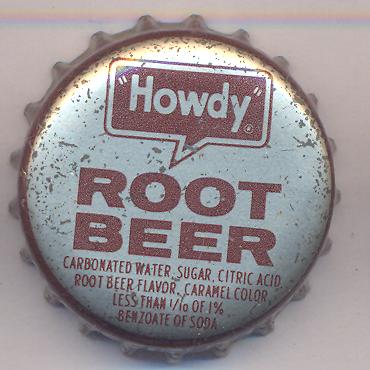 "Howdy"®
ROOT
BEER
CARBONATED WATER, SUGAR, CITRIC ACID
ROOT BEER FLAVOR, CARAMEL COLOR,
LESS THAN 1/10 OF 1%
BENZOATE OF SODA